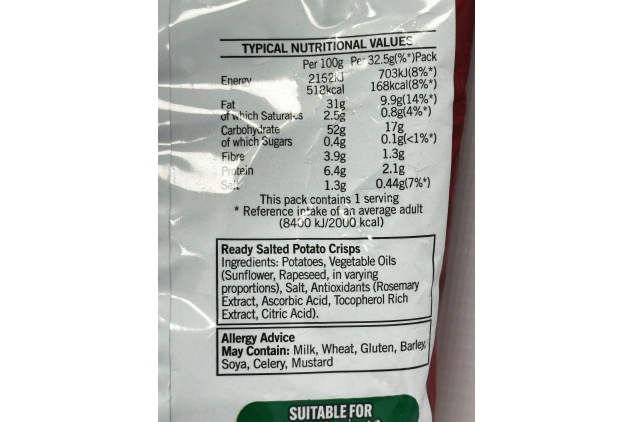 TYPICAL NUTRITIONAL VALUES
Per 100g Per 32.5g(%*)Pack
Energy 2152kJ 703kJ(8%*)
518kcal 168kcal(8%*)
Fat 31g 9.9g(14%*)
of which Saturates 2.5g 0.8g(4%*)
Carbohydrate 52g 17g
of which Sugars 0.4g 0.1g(<1%*)
Fibre 3.9g 1.3g
Protein 6.4g 2.1g
Salt 1.3g 0.44g(7%*)
This pack contains 1 serving
* Reference intake of an average adult
(8400 kJ/2000 kcal)
Ready Salted Potato Crisps
Ingredients: Potatoes, Vegetable Oils
(Sunflower, Rapeseed, in varying
proportions), Salt, Antioxidants (Rosemary
Extract, Ascorbic Acid, Tocopherol Rich
Extract, Citric Acid).
Allergy Advice
May Contain: Milk, Wheat, Gluten, Barley,
Soya, Celery, Mustard
SUITABLE FOR